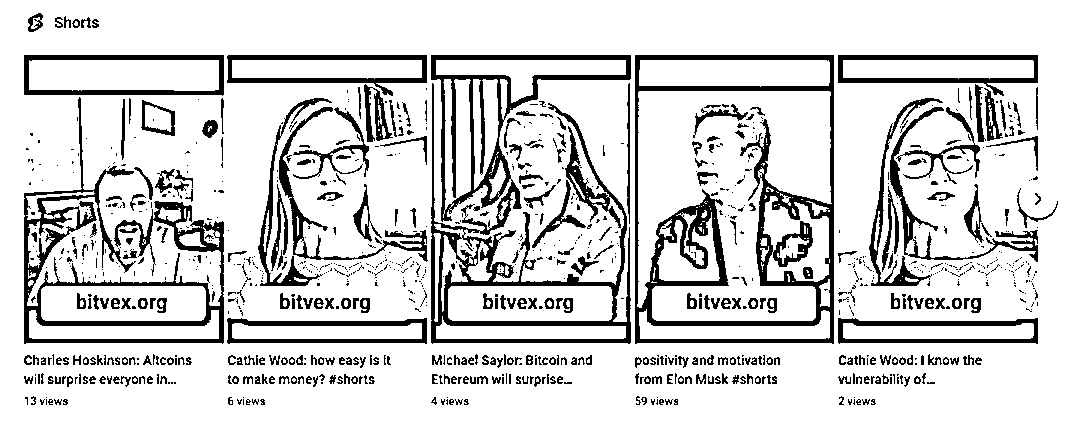 Shorts
bitvex.org
bitvex.org
bitvex.org
bitvex.org
bitvex.org
Charles Hoskinson: Altcoins
will surprise everyone in...
13 views
Cathie Wood: how easy is it
to make money? #shorts
6 views
Michael Saylor: Bitcoin and
Ethereum will surprise...
4 views
positivity and motivation
from Elon Musk #shorts
59 views
Cathie Wood: I know the
vulnerability of...
2 views